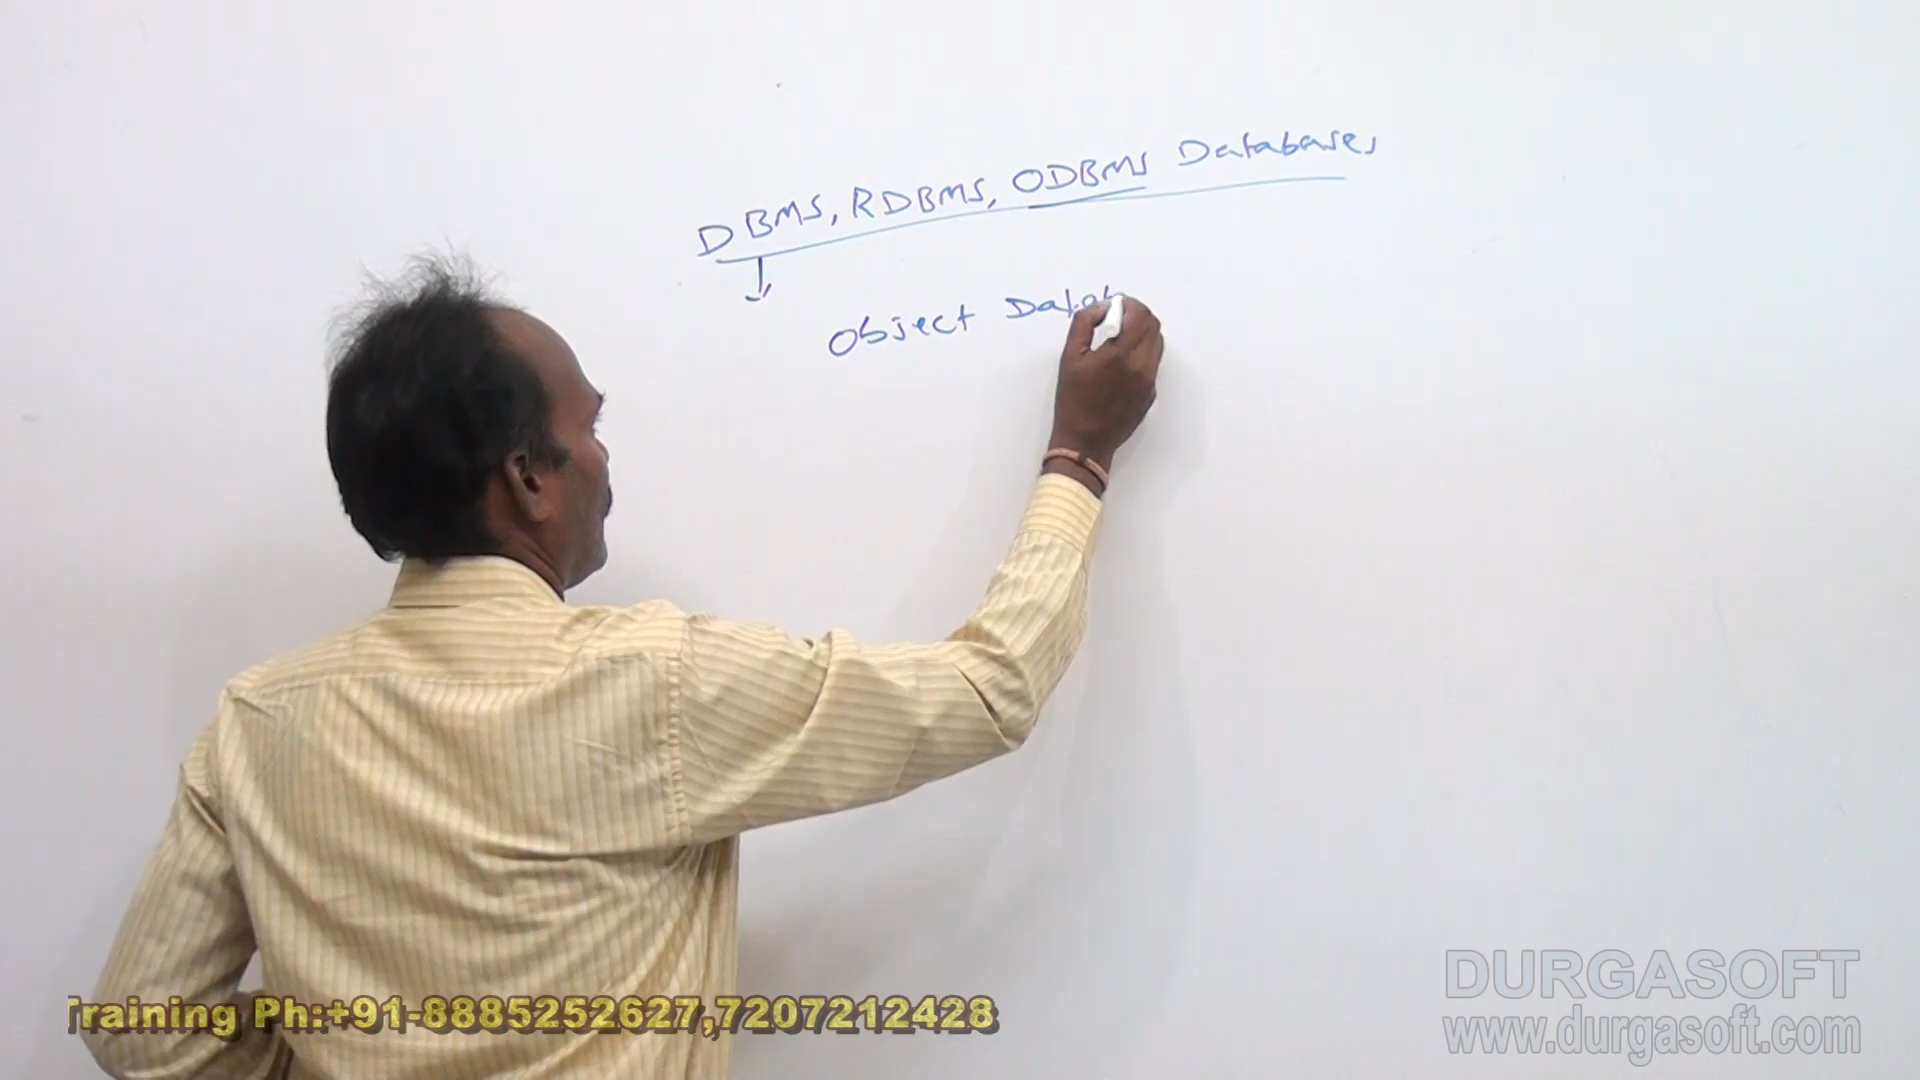 DBMS, RDBMS, ODBMS Databases
Object Datab
Training Ph:+91-8885252627,7207212428
DURGASOFT
www.durgasoft.com